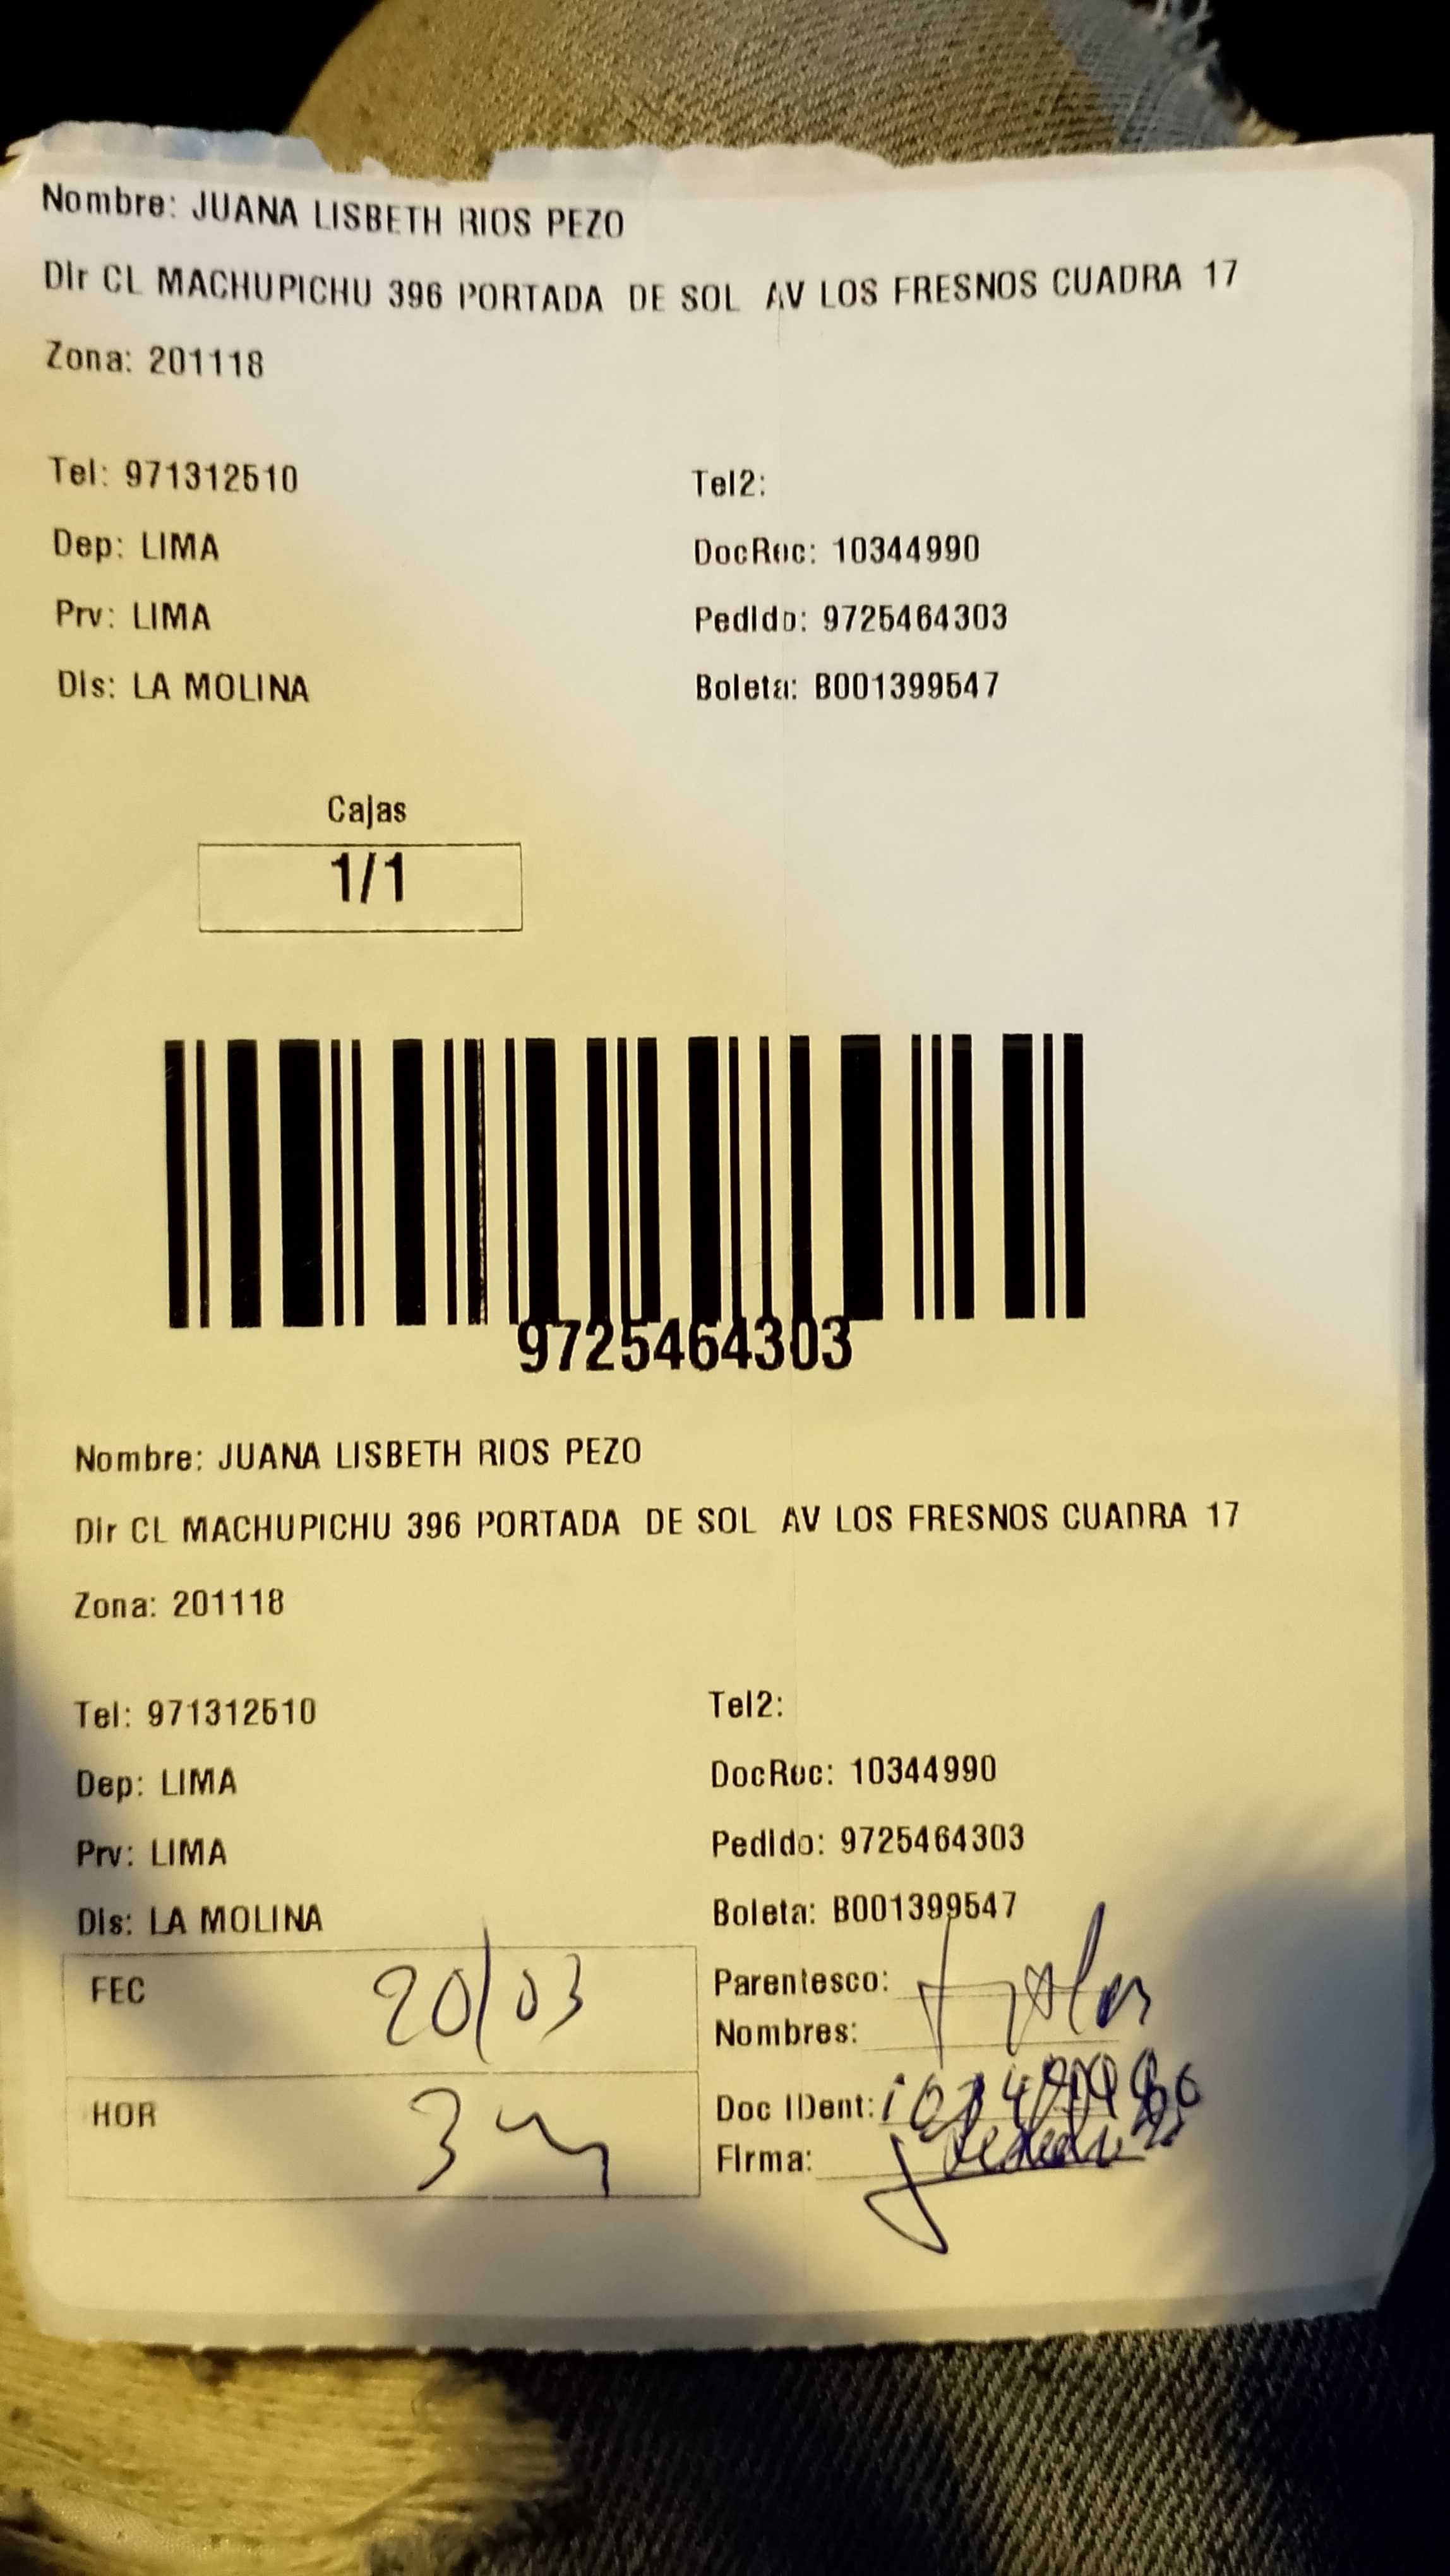 Nombre: JUANA LISBETH RIOS PEZO
Dir CL MACHUPICHU 396 PORTADA DE SOL AV LOS FRESNOS CUADRA 17
Zona: 201118
Tel: 971312510
Tel2:
Dep: LIMA
DocRec: 10344990
Prv: LIMA
Pedido: 9725464303
Dis: LA MOLINA
Boleta: B001399547
Cajas
1/1
9725464303
Nombre: JUANA LISBETH RIOS PEZO
Dir CL MACHUPICHU 396 PORTADA DE SOL AV LOS FRESNOS CUADRA 17
Zona: 201118
Tel: 971312510
Tel2:
Dep: LIMA
DocRec: 10344990
Prv: LIMA
Pedido: 9725464303
Dis: LA MOLINA
Boleta: B001399547
FEC 20/03
Parentesco:
Nombres:
HOR
Doc IDent:
Firma: